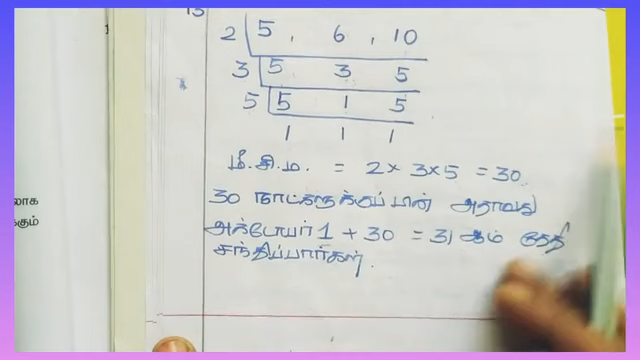 13
2 5 , 6 , 10
3 5 3 5
5 5 1 5
1 1 1
மீ.சி.ம. = 2 × 3 × 5 = 30
30 நாட்களுக்குப்பின் அதாவது
அக்டோபர் 1 + 30 = 31 ஆம் தேதி
சந்திப்பார்கள்.
லாக
கும்